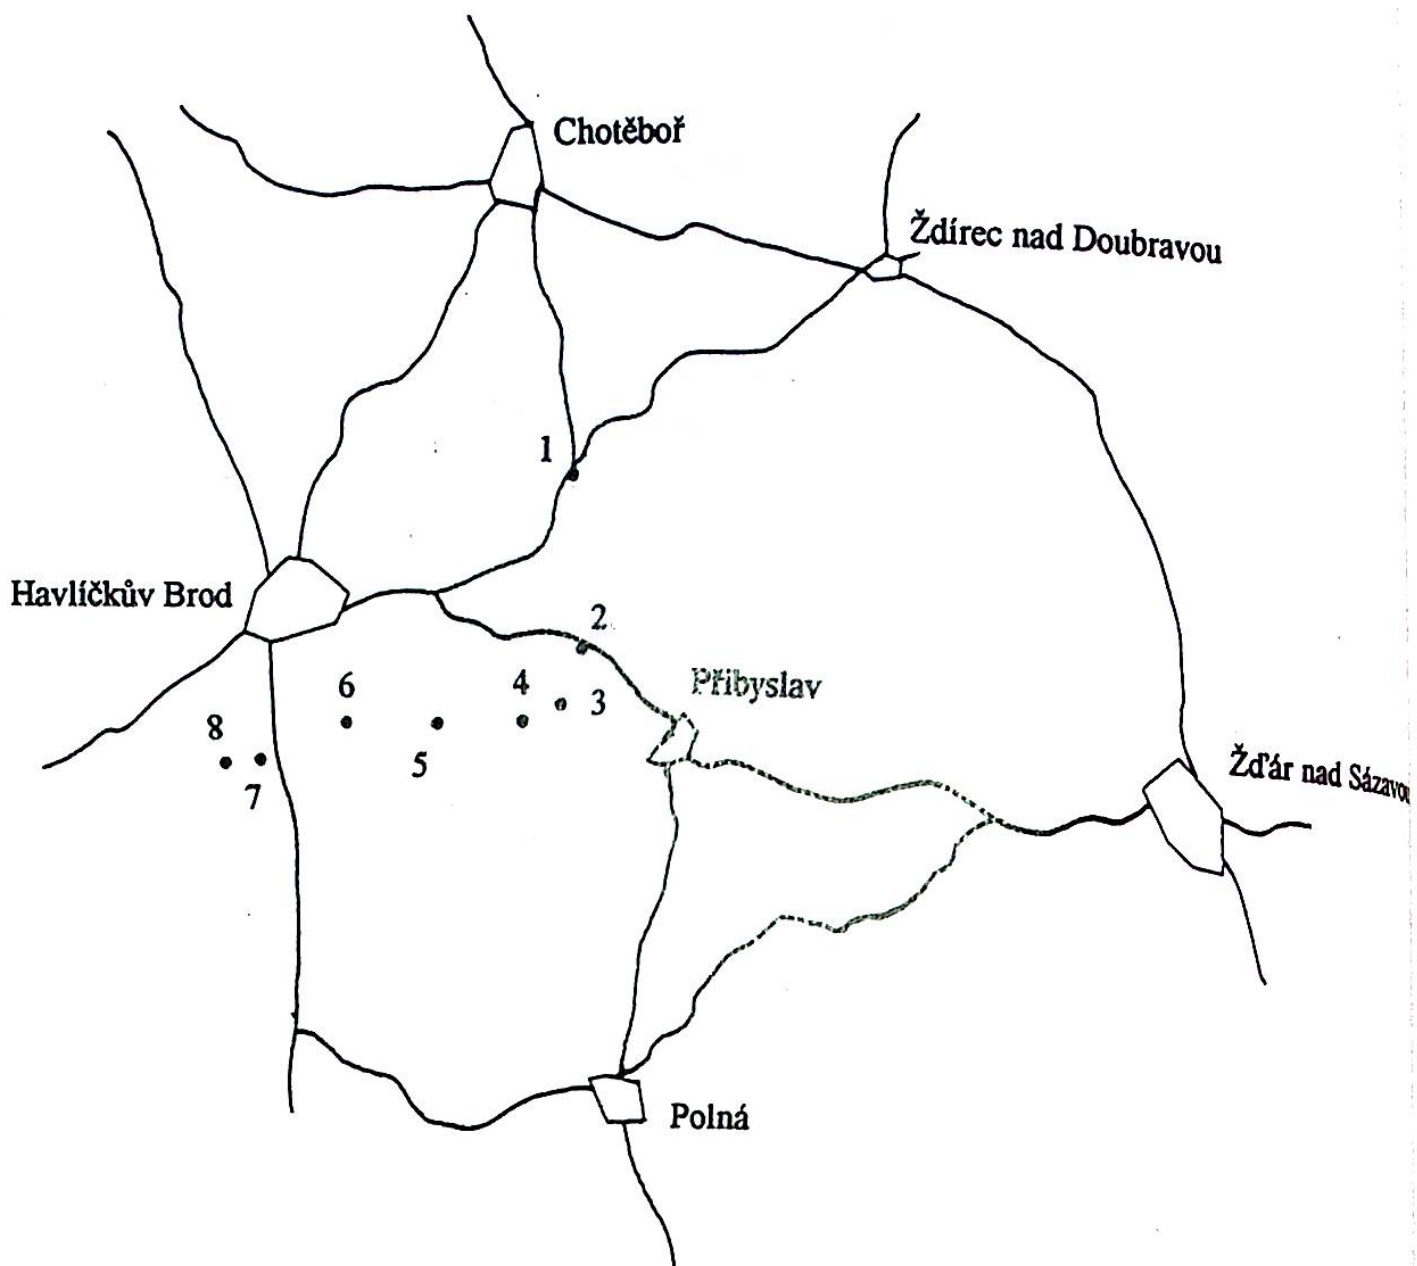 Chotěboř
Ždírec nad Doubravou
1
Havlíčkův Brod
2
Přibyslav
6
4
3
8
5
7
Žďár nad Sázavou
Polná